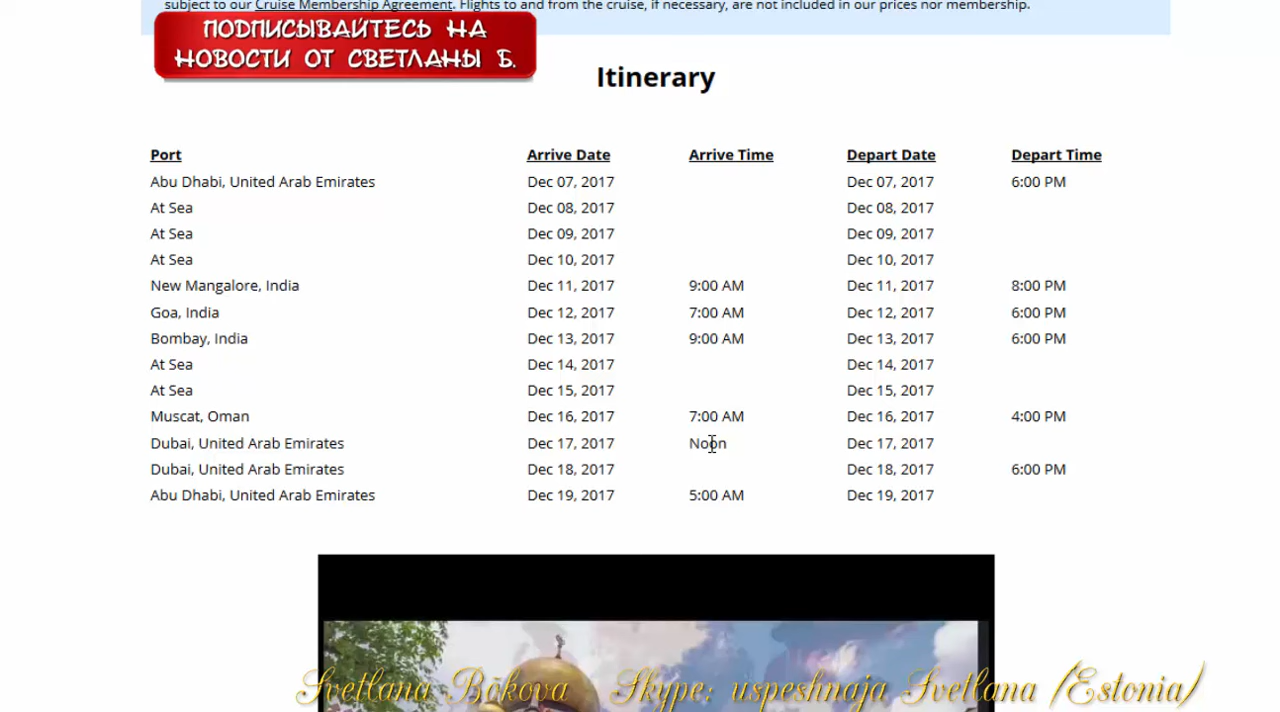 subject to our Cruise Membership Agreement. Flights to and from the cruise, if necessary, are not included in our prices nor membership.
ПОДПИСЫВАЙТЕСЬ НА
НОВОСТИ ОТ СВЕТЛАНЫ Б.
Itinerary
Port Arrive Date Arrive Time Depart Date Depart Time
Abu Dhabi, United Arab Emirates Dec 07, 2017 Dec 07, 2017 6:00 PM
At Sea Dec 08, 2017 Dec 08, 2017
At Sea Dec 09, 2017 Dec 09, 2017
At Sea Dec 10, 2017 Dec 10, 2017
New Mangalore, India Dec 11, 2017 9:00 AM Dec 11, 2017 8:00 PM
Goa, India Dec 12, 2017 7:00 AM Dec 12, 2017 6:00 PM
Bombay, India Dec 13, 2017 9:00 AM Dec 13, 2017 6:00 PM
At Sea Dec 14, 2017 Dec 14, 2017
At Sea Dec 15, 2017 Dec 15, 2017
Muscat, Oman Dec 16, 2017 7:00 AM Dec 16, 2017 4:00 PM
Dubai, United Arab Emirates Dec 17, 2017 Noon Dec 17, 2017
Dubai, United Arab Emirates Dec 18, 2017 Dec 18, 2017 6:00 PM
Abu Dhabi, United Arab Emirates Dec 19, 2017 5:00 AM Dec 19, 2017
Svetlana Bõkova Skype: uspeshnaja Svetlana (Estonia)